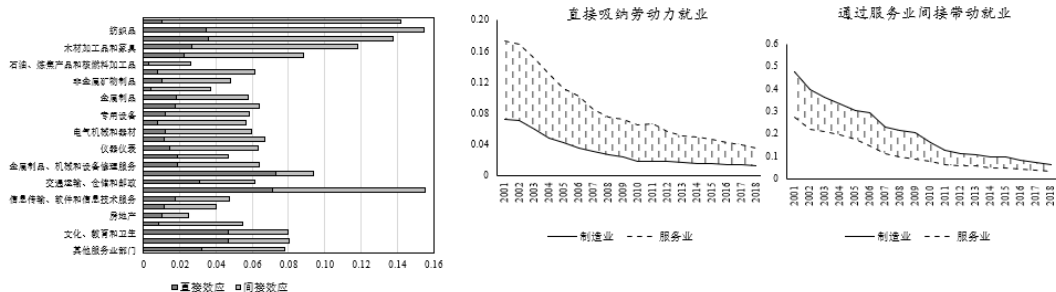 纺织品
木材加工品和家具
石油、炼焦产品和核燃料加工品
非金属矿物制品
金属制品
专用设备
电气机械和器材
仪器仪表
金属制品、机械和设备修理服务
交通运输、仓储和邮政
信息传输、软件和信息技术服务
房地产
文化、教育和卫生
其他服务业部门
0 0.02 0.04 0.06 0.08 0.10 0.12 0.14 0.16
直接效应 间接效应
直接吸纳劳动力就业
0.20
0.16
0.12
0.08
0.04
0
2001 2002 2003 2004 2005 2006 2007 2008 2009 2010 2011 2012 2013 2014 2015 2016 2017 2018
制造业 服务业
通过服务业间接带动就业
0.6
0.5
0.4
0.3
0.2
0.1
0
2001 2002 2003 2004 2005 2006 2007 2008 2009 2010 2011 2012 2013 2014 2015 2016 2017 2018
制造业 服务业